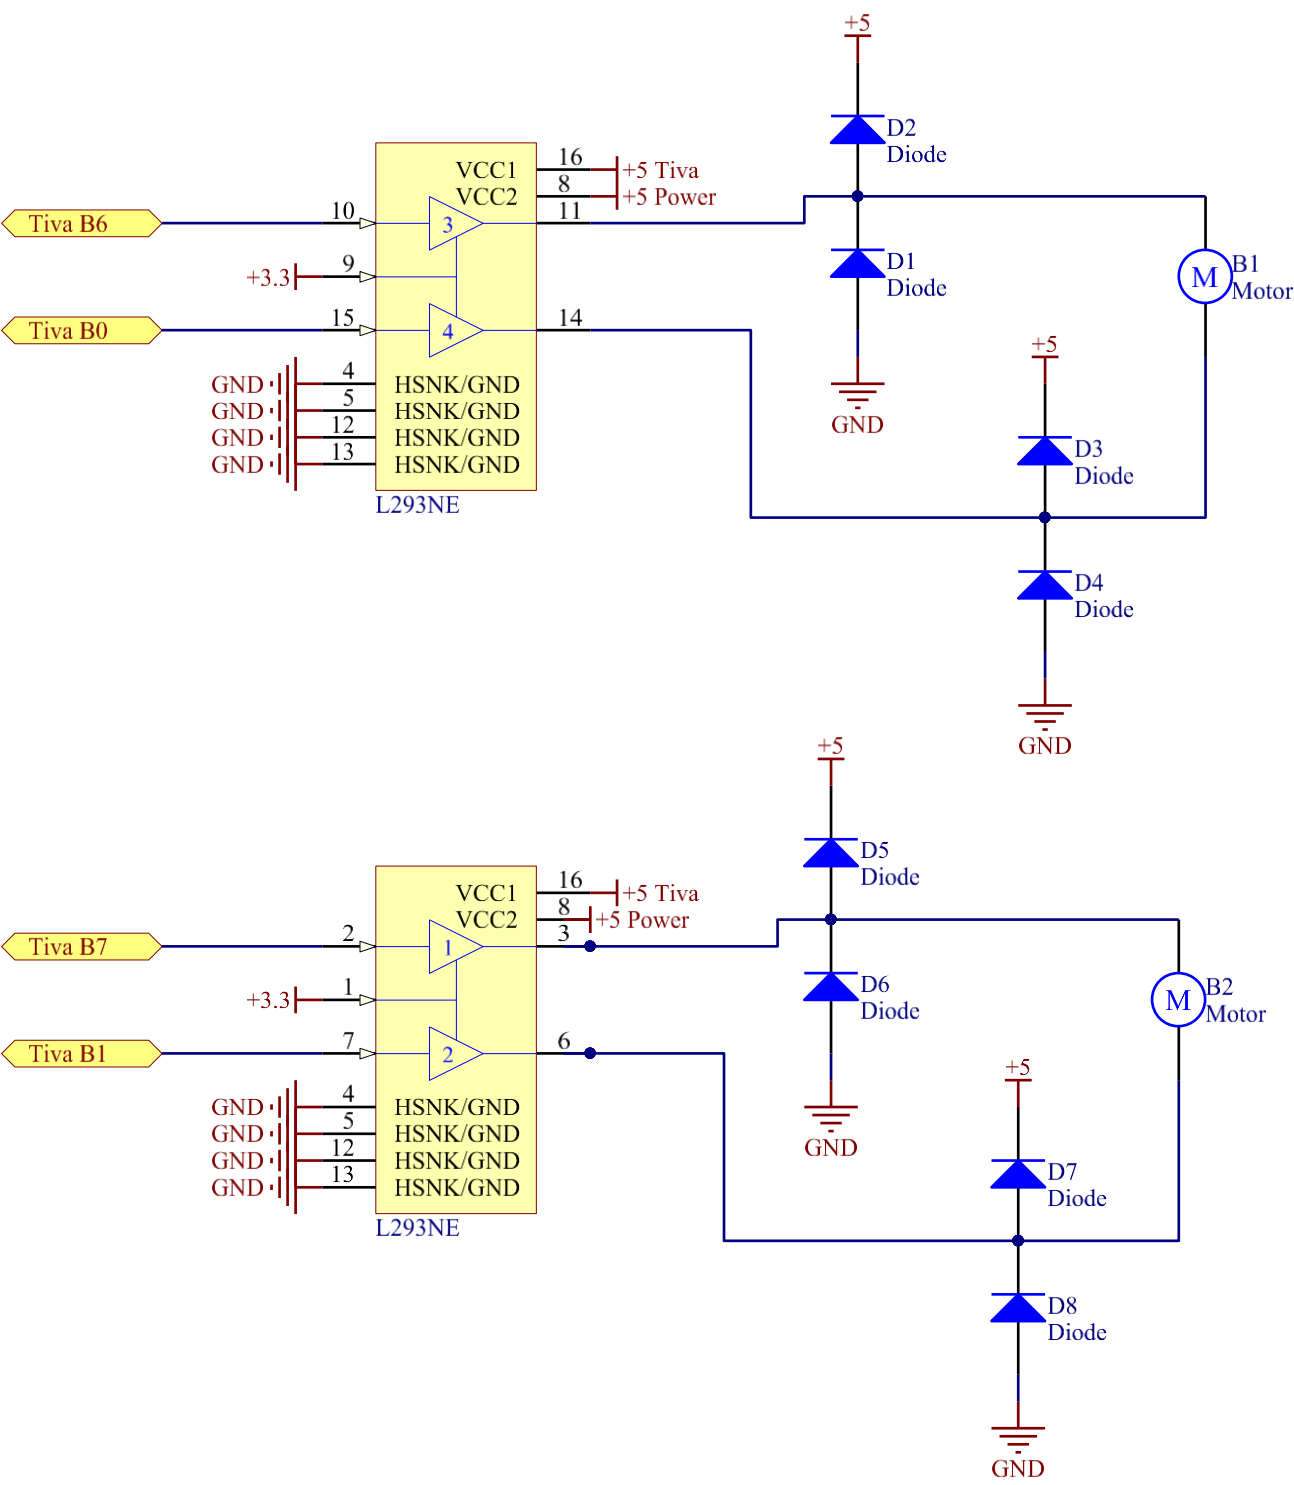 +5
D2
Diode
VCC1 16 +5 Tiva
VCC2 8 +5 Power
Tiva B6 10 3 11
D1
Diode
B1
M
Motor
+3.3 9
Tiva B0 15 4 14
+5
GND 4 HSNK/GND
GND 5 HSNK/GND
GND 12 HSNK/GND
GND 13 HSNK/GND
GND
L293NE
D3
Diode
D4
Diode
GND
+5
D5
Diode
VCC1 16 +5 Tiva
VCC2 8 +5 Power
Tiva B7 2 1 3
D6
Diode
B2
M
Motor
+3.3 1
Tiva B1 7 2 6
+5
GND 4 HSNK/GND
GND 5 HSNK/GND
GND 12 HSNK/GND
GND 13 HSNK/GND
GND
L293NE
D7
Diode
D8
Diode
GND